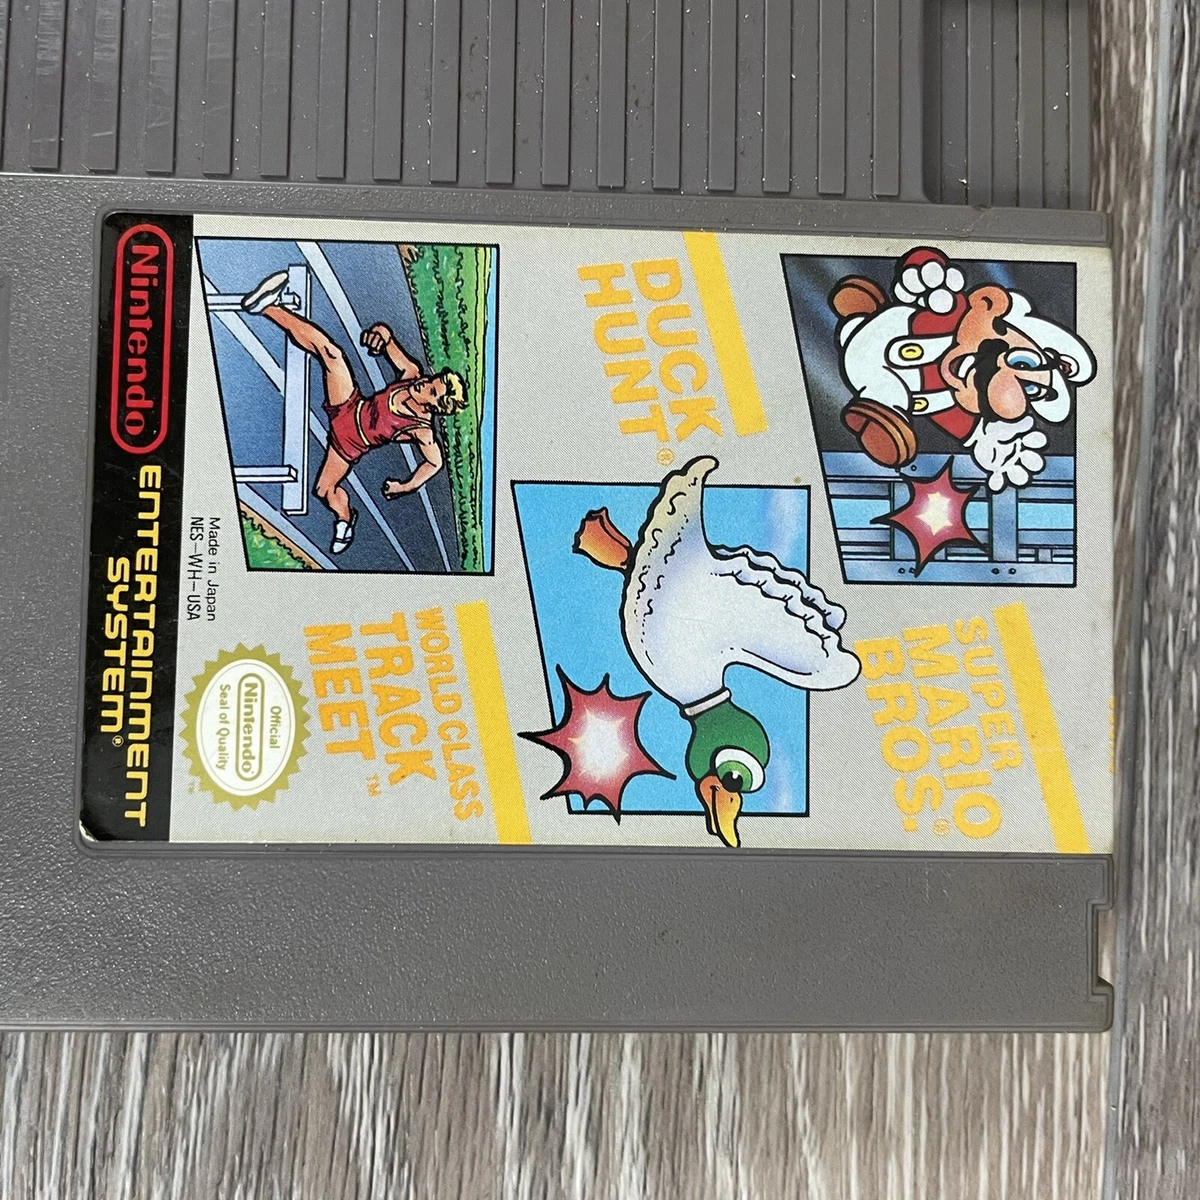 SUPER
MARIO
BROS.®
DUCK
HUNT®
WORLD CLASS
TRACK
MEET™
Made in Japan
NES-WH-USA
Official
Nintendo®
Seal of Quality
TM
Nintendo®
ENTERTAINMENT
SYSTEM®